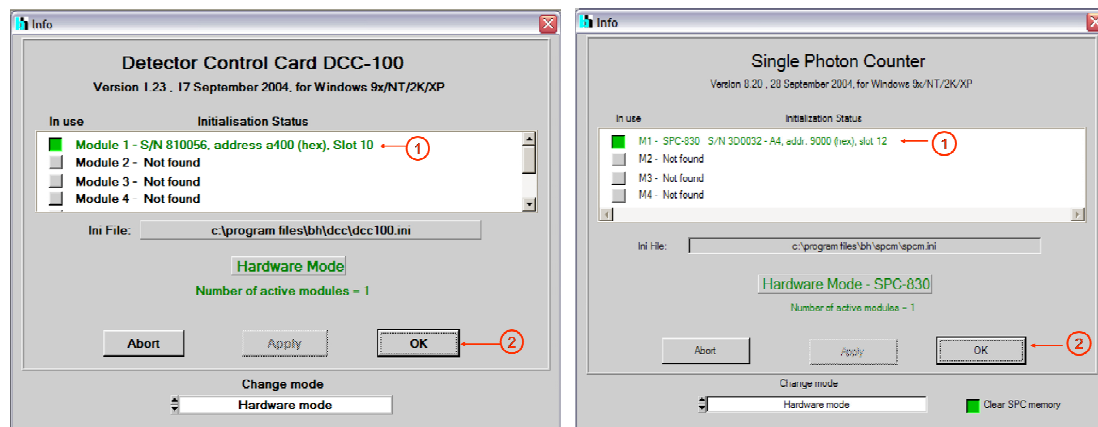 Info
Detector Control Card DCC-100
Version 1.23 , 17 September 2004, for Windows 9x/NT/2K/XP
In use Initialisation Status
Module 1 - S/N 810056, address a400 (hex), Slot 10 1
Module 2 - Not found
Module 3 - Not found
Module 4 - Not found
Ini File: c:\program files\bh\dcc\dcc100.ini
Hardware Mode
Number of active modules = 1
Abort Apply OK 2
Change mode
Hardware mode
Info
Single Photon Counter
Version 8.20 , 28 September 2004, for Windows 9x/NT/2K/XP
In use Initialization Status
M1 - SPC-830 S/N 3D0032 - A4, addr. 9000 (hex), slot 12 1
M2 - Not found
M3 - Not found
M4 - Not found
Ini File: c:\program files\bh\spcm\spcm.ini
Hardware Mode - SPC-830
Number of active modules = 1
Abort Apply OK 2
Change mode
Hardware mode Clear SPC memory